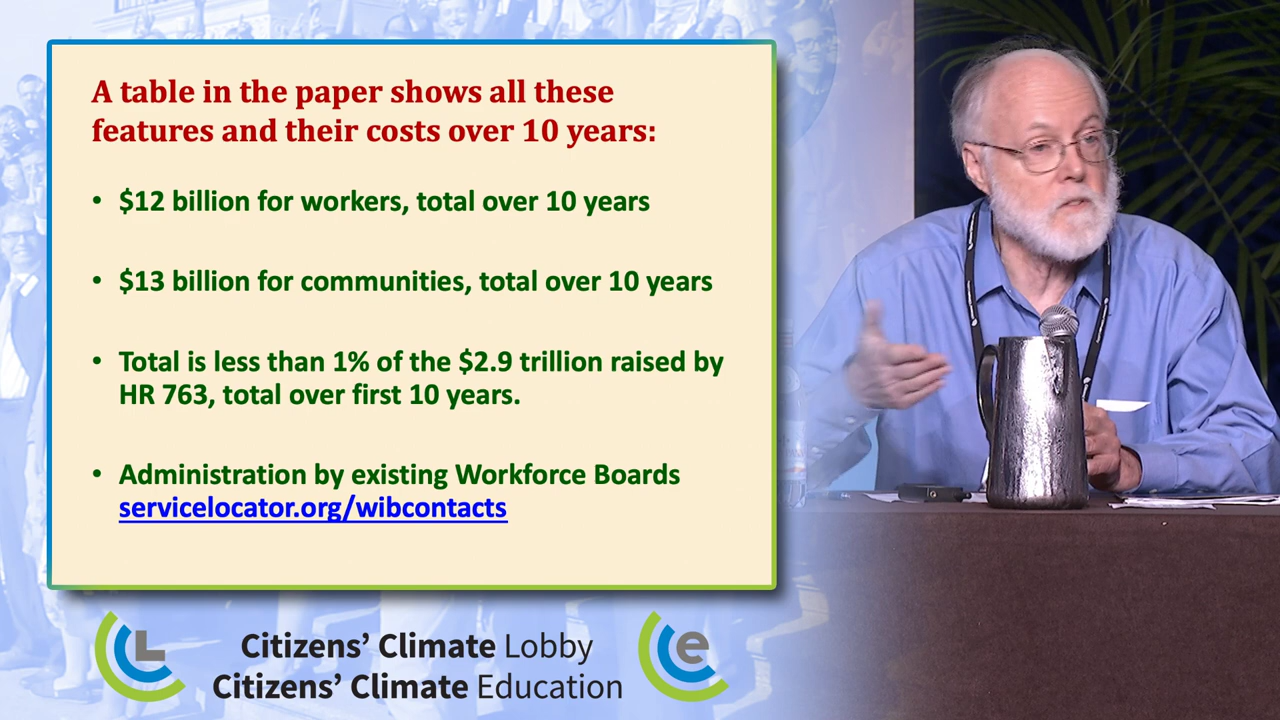 A table in the paper shows all these
features and their costs over 10 years:
• $12 billion for workers, total over 10 years
• $13 billion for communities, total over 10 years
• Total is less than 1% of the $2.9 trillion raised by
HR 763, total over first 10 years.
• Administration by existing Workforce Boards
servicelocator.org/wibcontacts
L
Citizens’ Climate Lobby
Citizens’ Climate Education
e